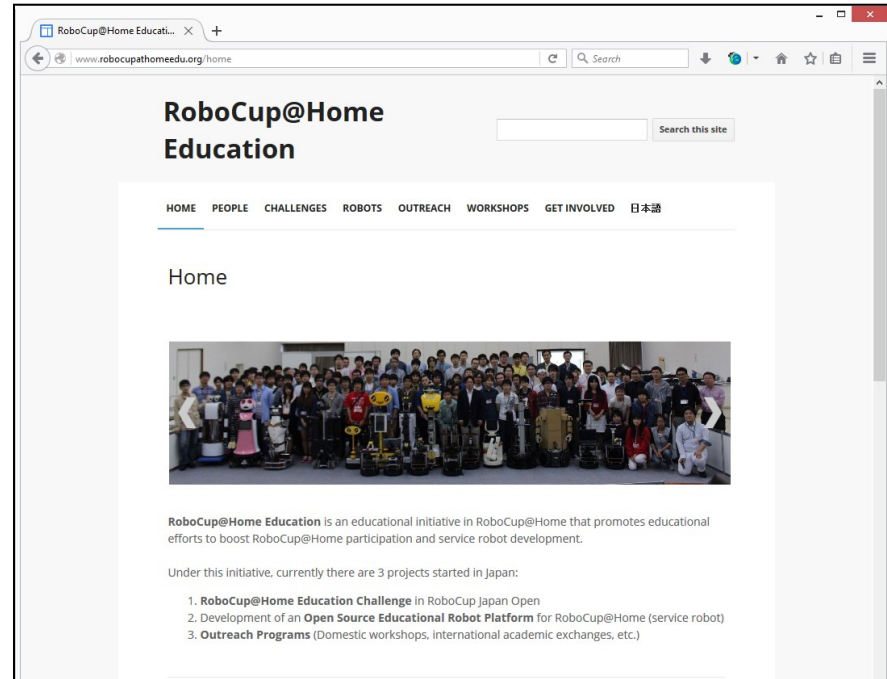 RoboCup@Home Educati...
www.robocupathomeedu.org/home
Search
RoboCup@Home
Education
Search this site
HOME PEOPLE CHALLENGES ROBOTS OUTREACH WORKSHOPS GET INVOLVED 日本語
Home
RoboCup@Home Education is an educational initiative in RoboCup@Home that promotes educational
efforts to boost RoboCup@Home participation and service robot development.
Under this initiative, currently there are 3 projects started in Japan:
1. RoboCup@Home Education Challenge in RoboCup Japan Open
2. Development of an Open Source Educational Robot Platform for RoboCup@Home (service robot)
3. Outreach Programs (Domestic workshops, international academic exchanges, etc.)